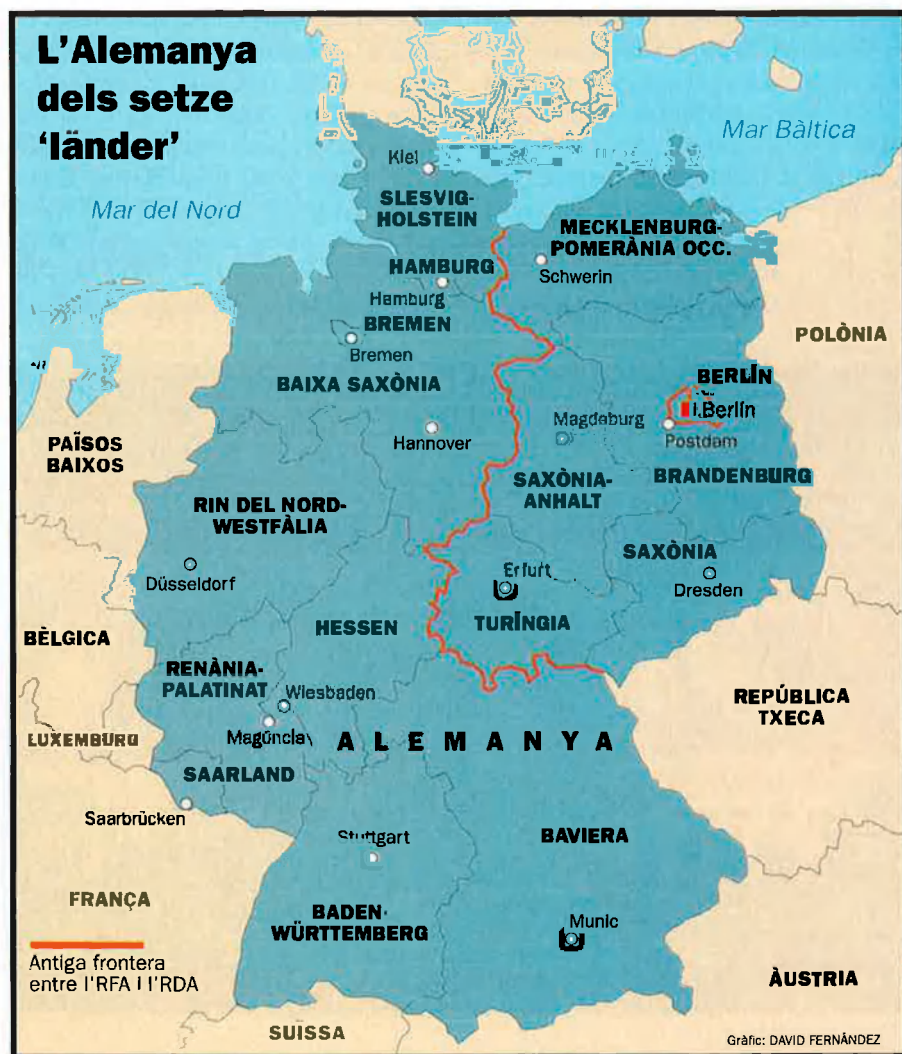 L'Alemanya
dels setze
'länder'
Mar Bàltica
Mar del Nord
Kiel
SLESVIG-
HOLSTEIN
MECKLENBURG-
POMERÀNIA OCC.
Schwerin
HAMBURG
Hamburg
BREMEN
Bremen
BAIXA SAXÒNIA
Hannover
POLÒNIA
BERLÍN
Berlín
Postdam
Magdeburg
BRANDENBURG
SAXÒNIA-
ANHALT
PAÏSOS
BAIXOS
RIN DEL NORD-
WESTFÀLIA
Düsseldorf
SAXÒNIA
Dresden
Erfurt
TURÍNGIA
HESSEN
BÈLGICA
RENÀNIA-
PALATINAT
Wiesbaden
Magúncia
REPÚBLICA
TXECA
LUXEMBURG
ALEMANYA
SAARLAND
Saarbrücken
Stuttgart
BAVIERA
FRANÇA
BADEN-
WÜRTTEMBERG
Munic
Antiga frontera
entre l'RFA i l'RDA
ÀUSTRIA
SUÏSSA
Gràfic: DAVID FERNÁNDEZ